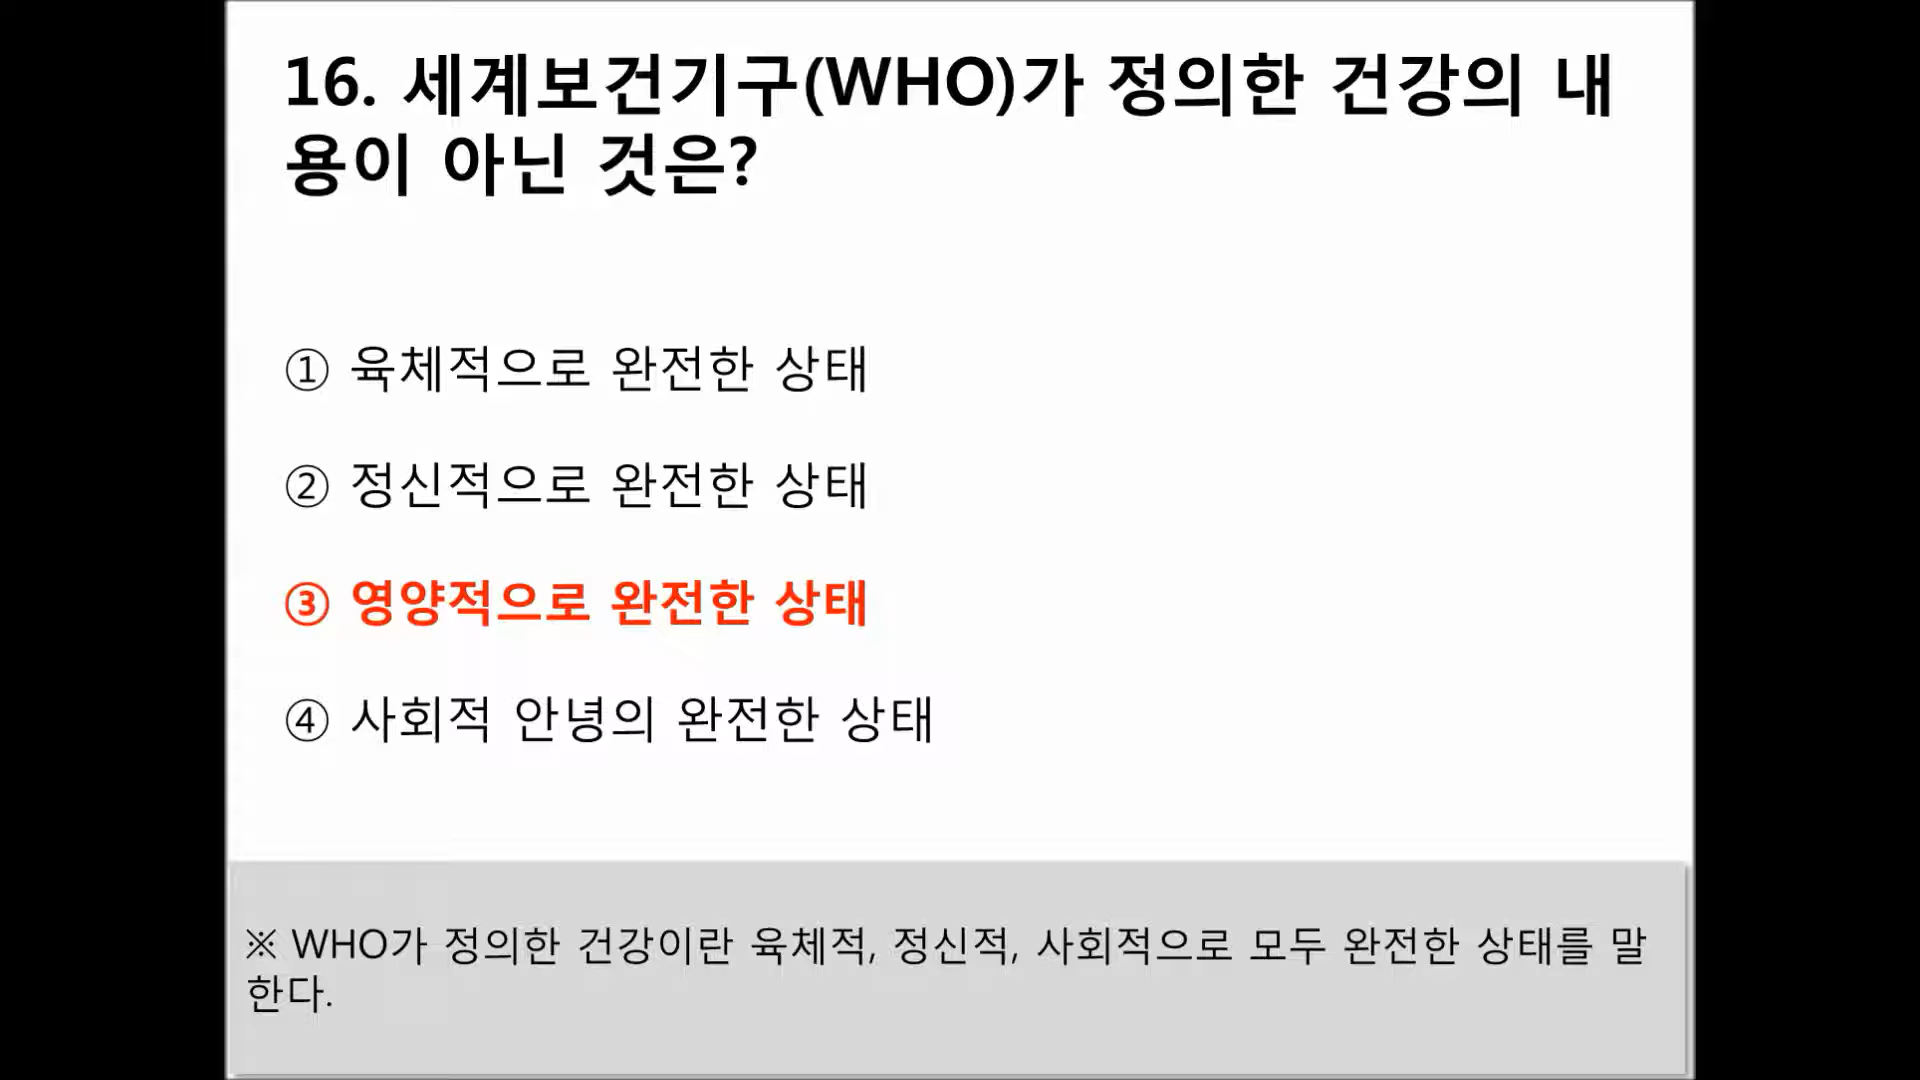 16. 세계보건기구(WHO)가 정의한 건강의 내
용이 아닌 것은?
① 육체적으로 완전한 상태
② 정신적으로 완전한 상태
③ 영양적으로 완전한 상태
④ 사회적 안녕의 완전한 상태
※ WHO가 정의한 건강이란 육체적, 정신적, 사회적으로 모두 완전한 상태를 말
한다.